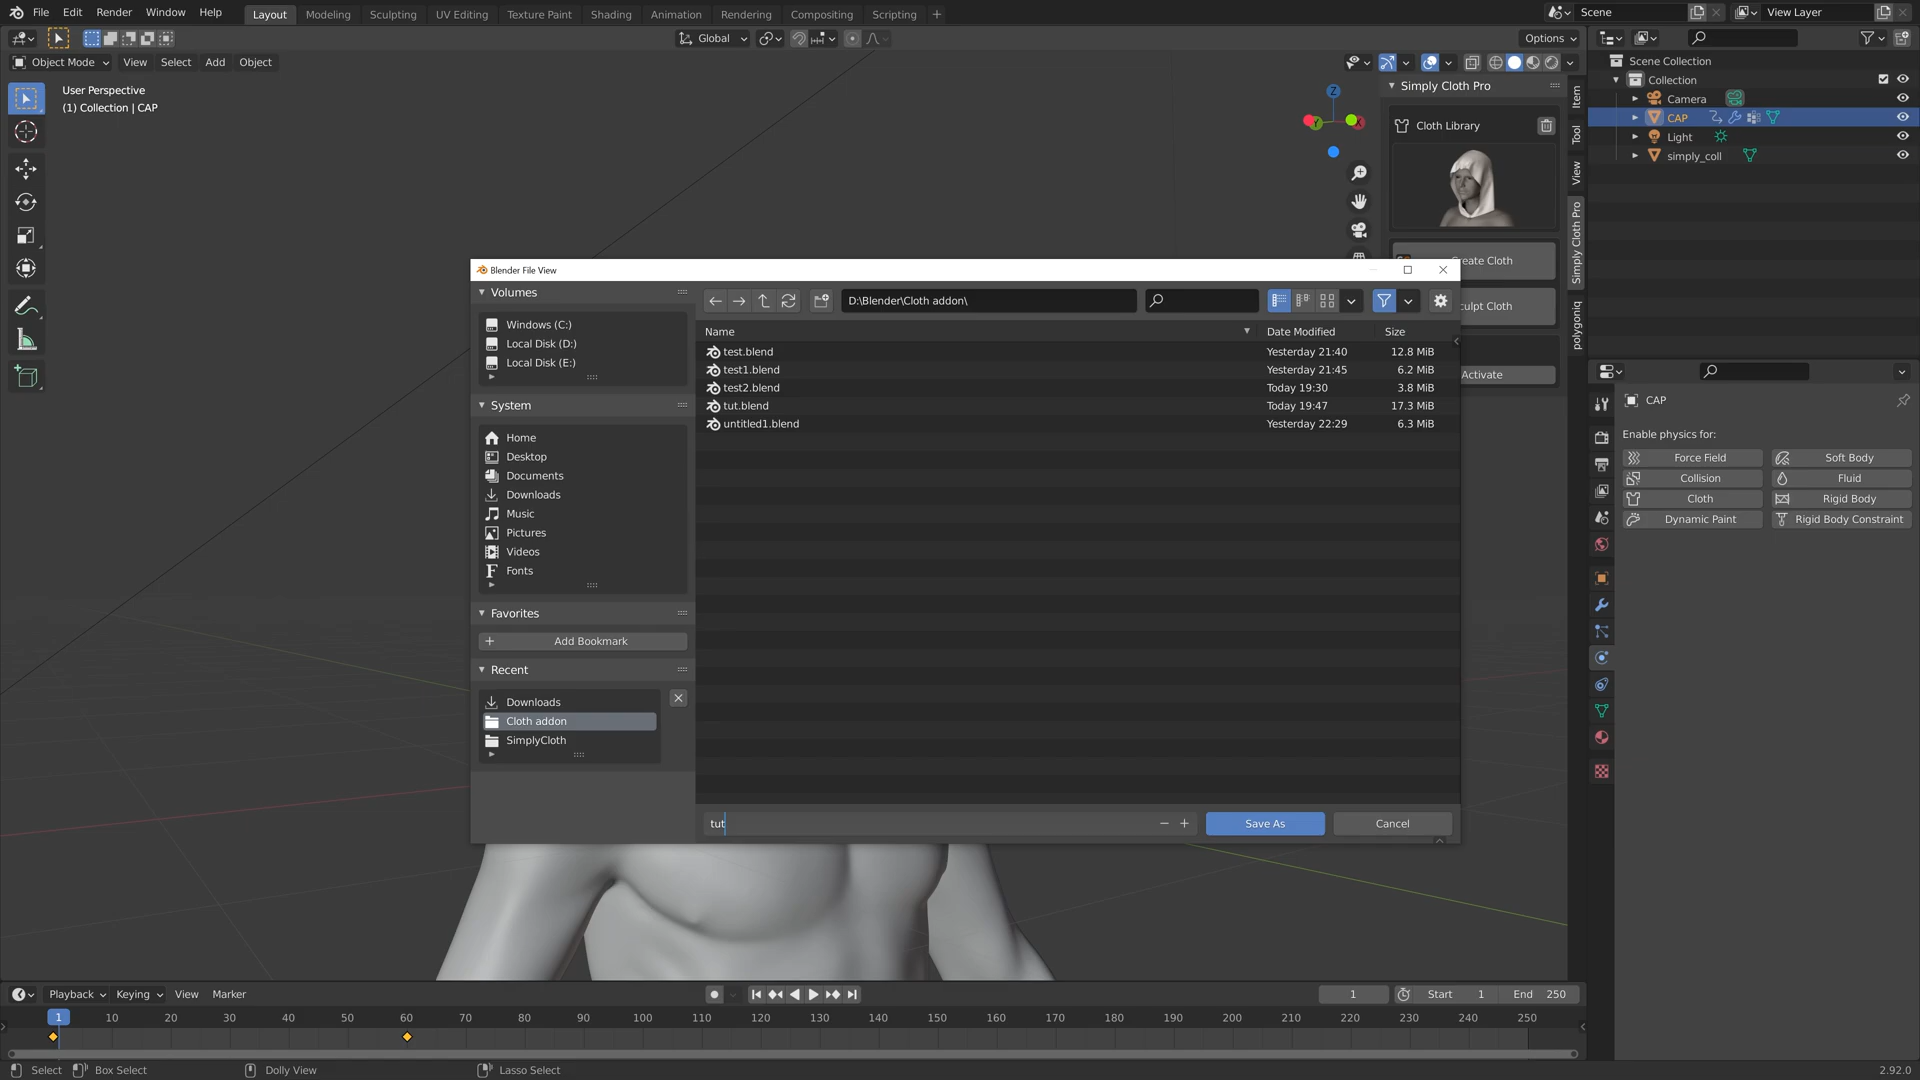 File Edit Render Window Help Layout Modeling Sculpting UV Editing Texture Paint Shading Animation Rendering Compositing Scripting + Scene View Layer
Global Options
Object Mode View Select Add Object
User Perspective
(1) Collection | CAP
Z
Y
X
Simply Cloth Pro
Cloth Library
Create Cloth
culpt Cloth
Activate
Item
Tool
View
Simply Cloth Pro
polygoniq
Scene Collection
Collection
Camera
CAP
Light
simply_coll
CAP
Enable physics for:
Force Field Soft Body
Collision Fluid
Cloth Rigid Body
Dynamic Paint Rigid Body Constraint
Blender File View
Volumes
Windows (C:)
Local Disk (D:)
Local Disk (E:)
System
Home
Desktop
Documents
Downloads
Music
Pictures
Videos
Fonts
Favorites
Add Bookmark
Recent
Downloads
Cloth addon
SimplyCloth
D:\Blender\Cloth addon\
Name Date Modified Size
test.blend Yesterday 21:40 12.8 MiB
test1.blend Yesterday 21:45 6.2 MiB
test2.blend Today 19:30 3.8 MiB
tut.blend Today 19:47 17.3 MiB
untitled1.blend Yesterday 22:29 6.3 MiB
tut Save As Cancel
Playback Keying View Marker 1 Start 1 End 250
1 10 20 30 40 50 60 70 80 90 100 110 120 130 140 150 160 170 180 190 200 210 220 230 240 250
Select Box Select Dolly View Lasso Select 2.92.0